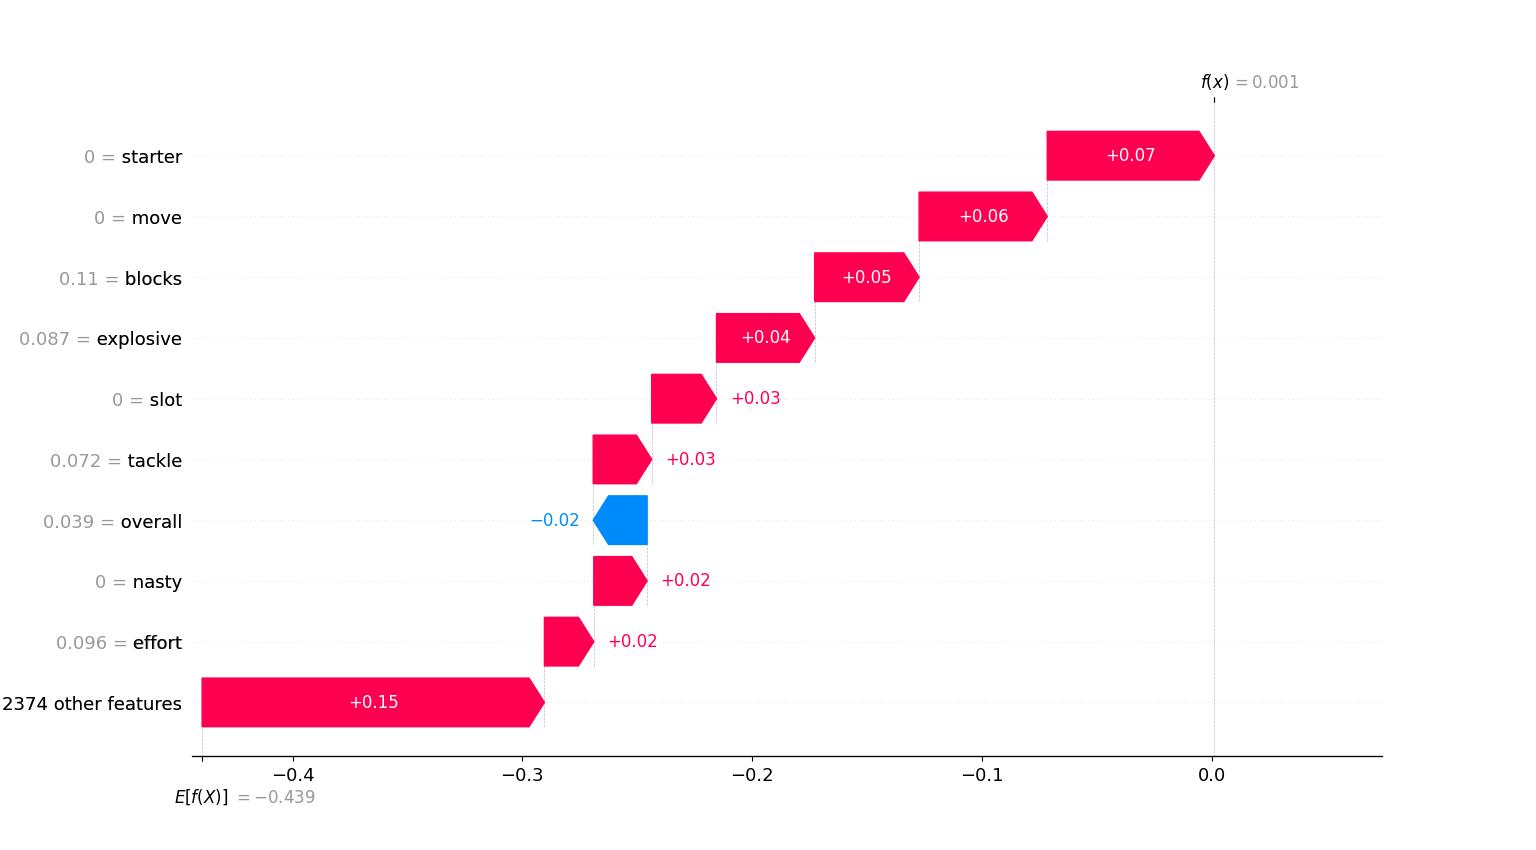 f(x) = 0.001
0 = starter +0.07
0 = move +0.06
0.11 = blocks +0.05
0.087 = explosive +0.04
0 = slot +0.03
0.072 = tackle +0.03
0.039 = overall −0.02
0 = nasty +0.02
0.096 = effort +0.02
2374 other features +0.15
−0.4 −0.3 −0.2 −0.1 0.0
E[f(X)] = −0.439